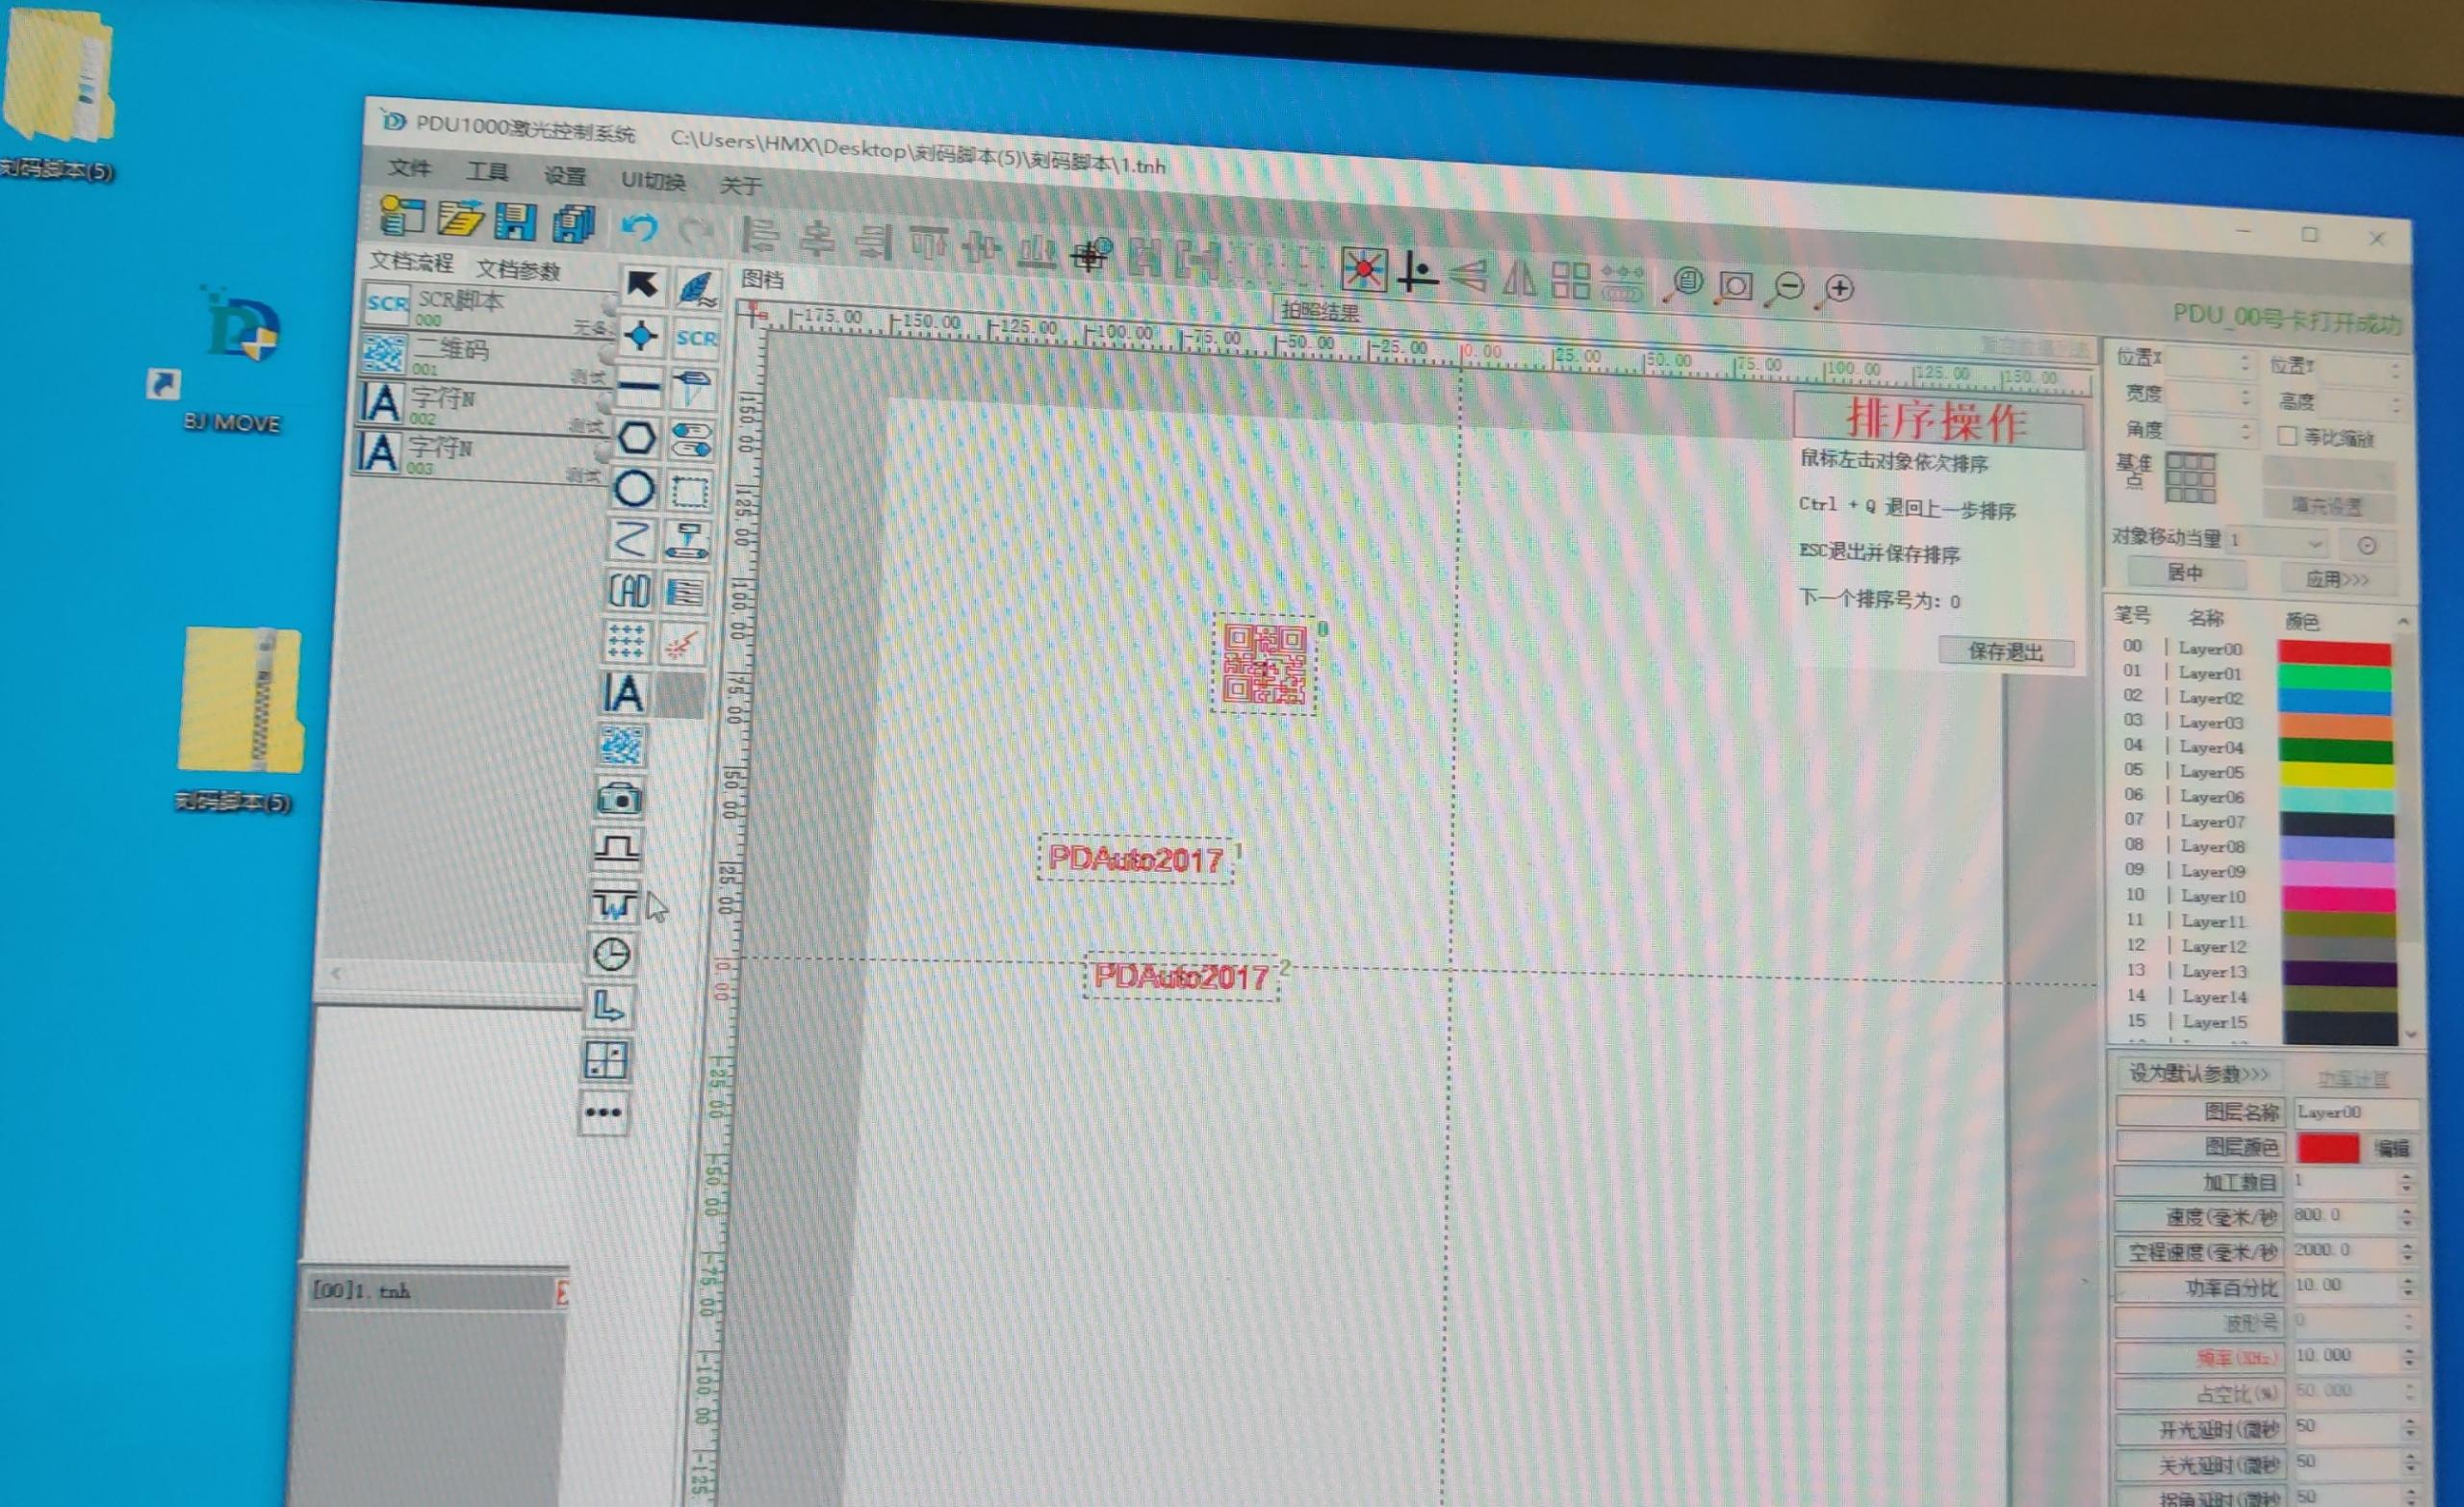 刻码脚本(5)
BJ MOVE
刻码脚本(5)
PDU1000激光控制系统 C:\Users\HMX\Desktop\刻码脚本(5)\刻码脚本\1.tnh
文件 工具 设置 UI切换 关于
PDU_00号卡打开成功
文档流程 文档参数
SCR SCR脚本
000
二维码
001 测试
字符N
002 测试
字符N
003 测试
SCR
CAD
图档
拍照结果
-175.00 -150.00 -125.00 -100.00 -75.00 -50.00 -25.00 0.00 25.00 50.00 75.00 100.00 125.00 150.00
150.00
125.00
100.00
75.00
50.00
25.00
0.00
-25.00
-50.00
-75.00
-100.00
-125.
排序操作
鼠标左击对象依次排序
Ctrl + Q 退回上一步排序
ESC退出并保存排序
下一个排序号为: 0
保存退出
0
PDAuto2017 1
PDAuto2017 2
[00]1.tnh
位置X 位置Y
宽度 高度
角度 等比缩放
基准点
填充设置
对象移动当量 1
居中 应用>>>
笔号 名称 颜色
00 | Layer00
01 | Layer01
02 | Layer02
03 | Layer03
04 | Layer04
05 | Layer05
06 | Layer06
07 | Layer07
08 | Layer08
09 | Layer09
10 | Layer10
11 | Layer11
12 | Layer12
13 | Layer13
14 | Layer14
15 | Layer15
设为默认参数>>> 功率计算
图层名称 Layer00
图层颜色 编辑
加工数目 1
速度(毫米/秒 800.0
空程速度(毫米/秒 2000.0
功率百分比 10.00
波形号 0
频率(KHz) 10.000
占空比(%) 50.000
开光延时(微秒 50
关光延时(微秒 50
拐角延时(微秒 50